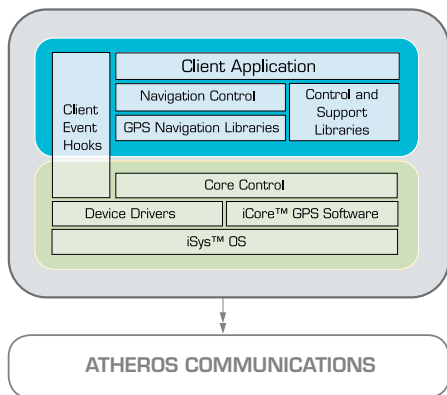 Client Application
Client
Event
Hooks
Navigation Control
Control and
Support
Libraries
GPS Navigation Libraries
Core Control
Device Drivers
iCore™ GPS Software
iSys™ OS
ATHEROS COMMUNICATIONS